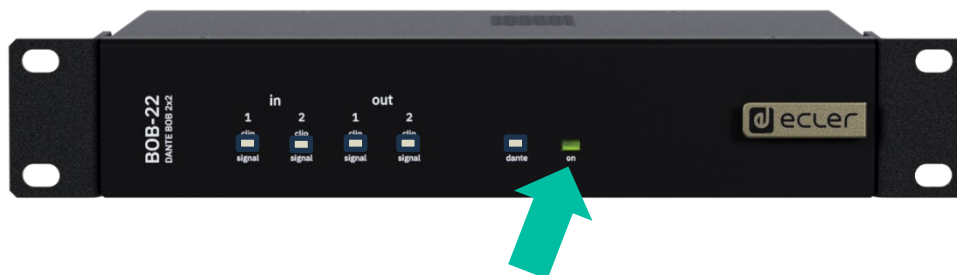 BOB-22
DANTE BOB 2x2
in
out
1
2
1
2
clip
clip
clip
clip
signal
signal
signal
signal
dante
on
ecler